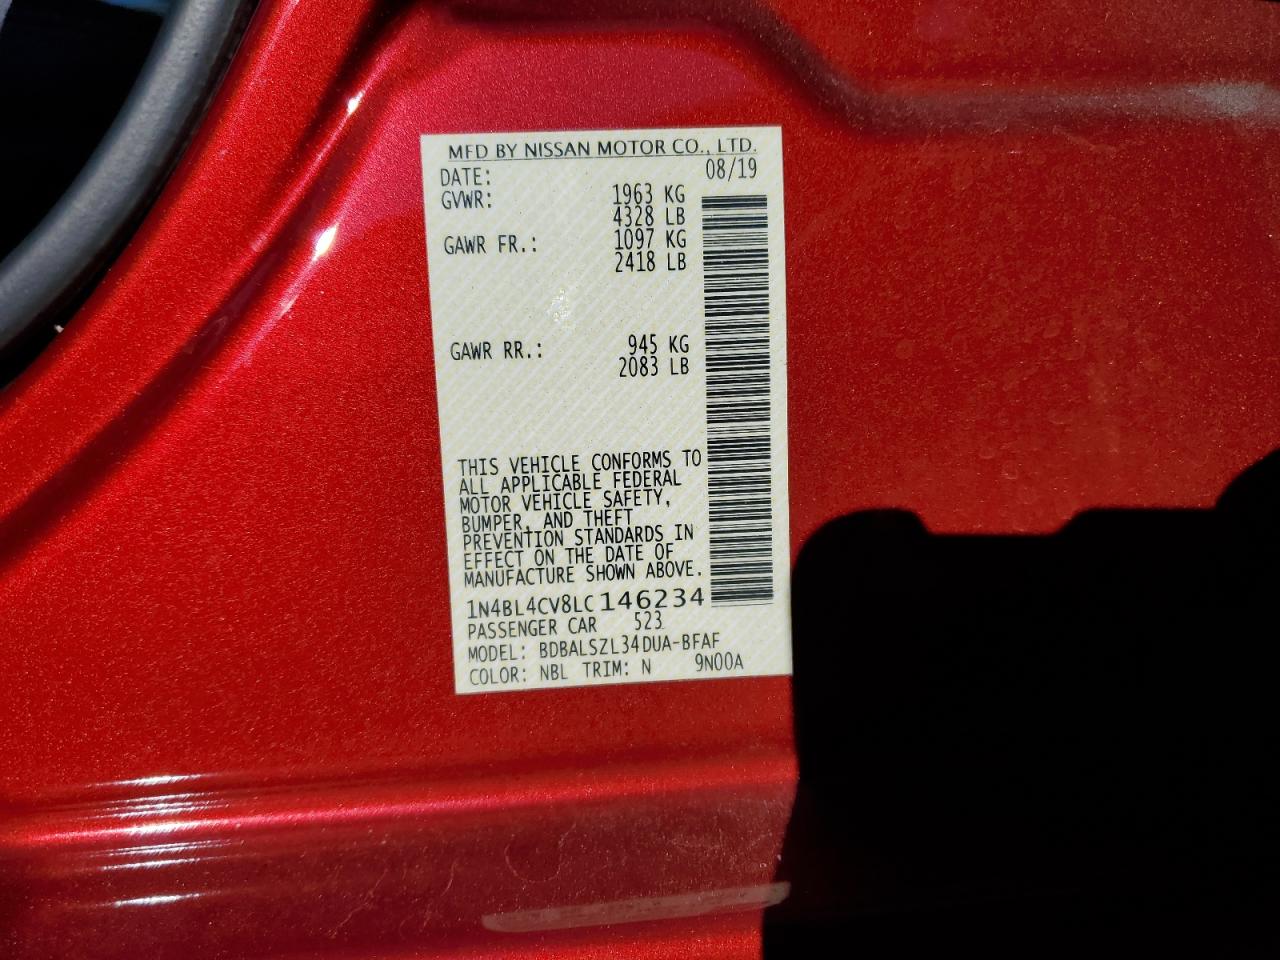 MFD BY NISSAN MOTOR CO., LTD.
DATE: 08/19
GVWR: 1963 KG
4328 LB
GAWR FR.: 1097 KG
2418 LB
GAWR RR.: 945 KG
2083 LB
THIS VEHICLE CONFORMS TO
ALL APPLICABLE FEDERAL
MOTOR VEHICLE SAFETY,
BUMPER, AND THEFT
PREVENTION STANDARDS IN
EFFECT ON THE DATE OF
MANUFACTURE SHOWN ABOVE.
1N4BL4CV8LC146234
PASSENGER CAR 523
MODEL: BDBALSZL34DUA-BFAF
COLOR: NBL TRIM: N 9N00A